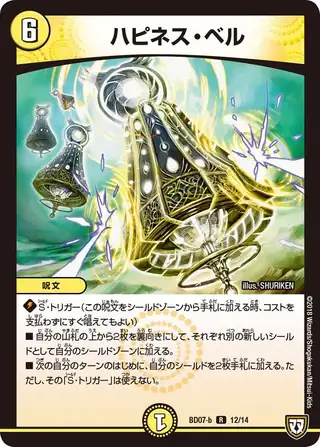 6
ハピネス・ベル
illus. SHURIKEN
呪文
S・トリガー(この呪文をシールドゾーンから手札に加える時、コストを
支払わずにすぐ唱えてもよい)
■自分の山札の上から2枚を裏向きにして、それぞれ別の新しいシール
ドとして自分のシールドゾーンに加える。
■次の自分のターンのはじめに、自分のシールドを2枚手札に加える。た
だし、その「S・トリガー」は使えない。
©2018 Wizards/Shogakukan/Mitsui-Kids
1
BD07-b R 12/14